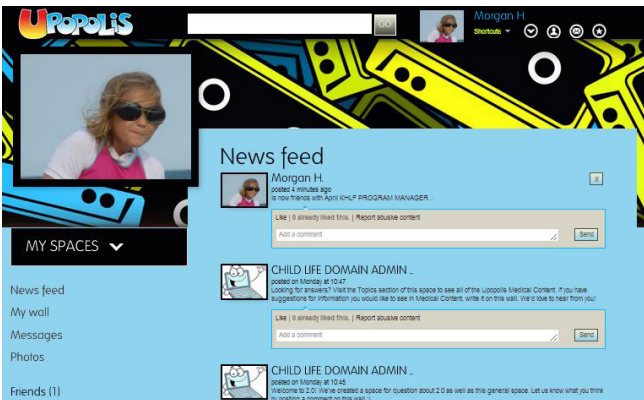 UPOPOLIS
GO
Morgan H.
Shortcuts
News feed
Morgan H.
posted 4 minutes ago
is now friends with April KHLF PROGRAM MANAGER ..
x
Like | 0 already liked this. | Report abusive content
Add a comment
Send
MY SPACES
News feed
My wall
Messages
Photos
Friends (1)
CHILD LIFE DOMAIN ADMIN ..
posted on Monday at 10:47
Looking for answers? Visit the Topics section of this space to see all of the Upopolis Medical Content. If you have
suggestions for information you would like to see in Medical Content, write it on this wall. We'd love to hear from you!
Like | 0 already liked this. | Report abusive content
Add a comment
Send
CHILD LIFE DOMAIN ADMIN ..
posted on Monday at 10:45
Welcome to 2.0! We've created a space for question about 2.0 as well as this general space. Let us know what you think
by posting a comment on this wall :)